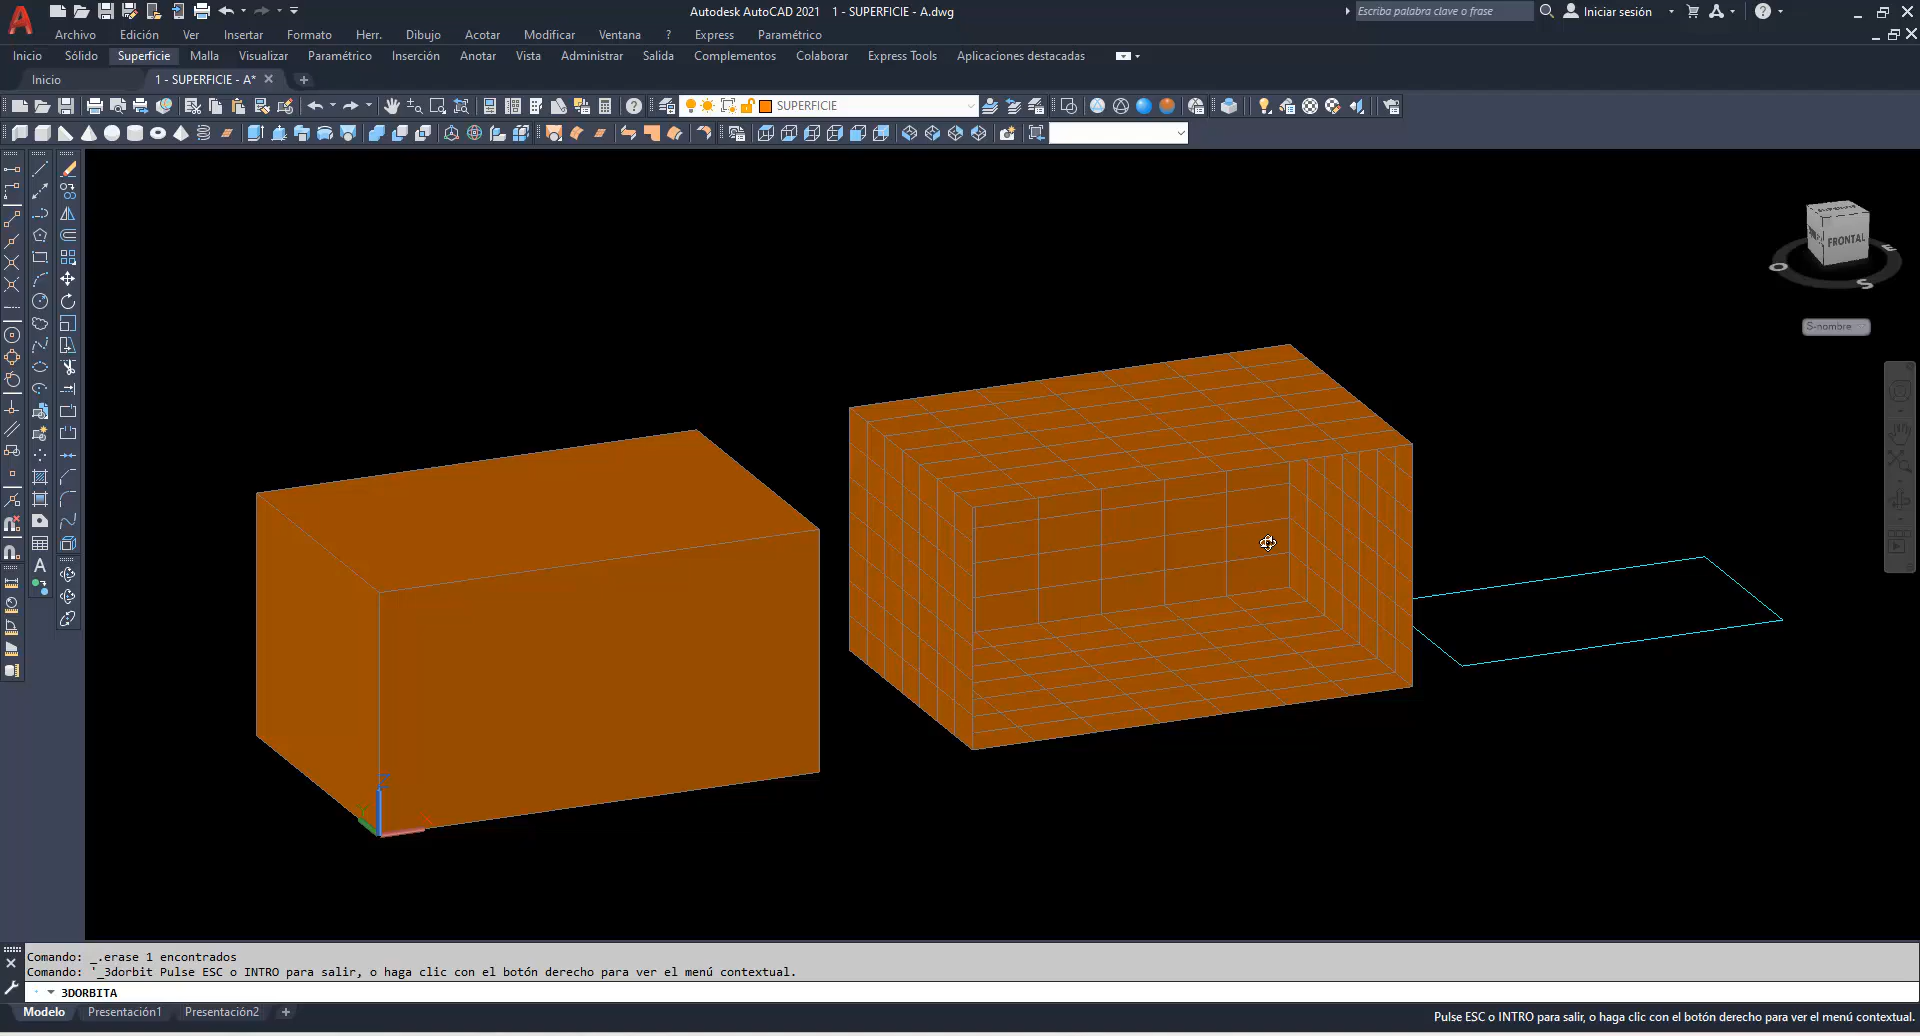 Autodesk AutoCAD 2021    1 - SUPERFICIE - A.dwg
Escriba palabra clave o frase
Iniciar sesión
Archivo Edición Ver Insertar Formato Herr. Dibujo Acotar Modificar Ventana ? Express Paramétrico
Inicio Sólido Superficie Malla Visualizar Paramétrico Inserción Anotar Vista Administrar Salida Complementos Colaborar Express Tools Aplicaciones destacadas
Inicio 1 - SUPERFICIE - A*
SUPERFICIE
FRONTAL
E
O
S
S-nombre
Z
X
Comando: _.erase 1 encontrados
Comando: '_3dorbit Pulse ESC o INTRO para salir, o haga clic con el botón derecho para ver el menú contextual.
3DORBITA
Modelo Presentación1 Presentación2 +
Pulse ESC o INTRO para salir, o haga clic con el botón derecho para ver el menú contextual.